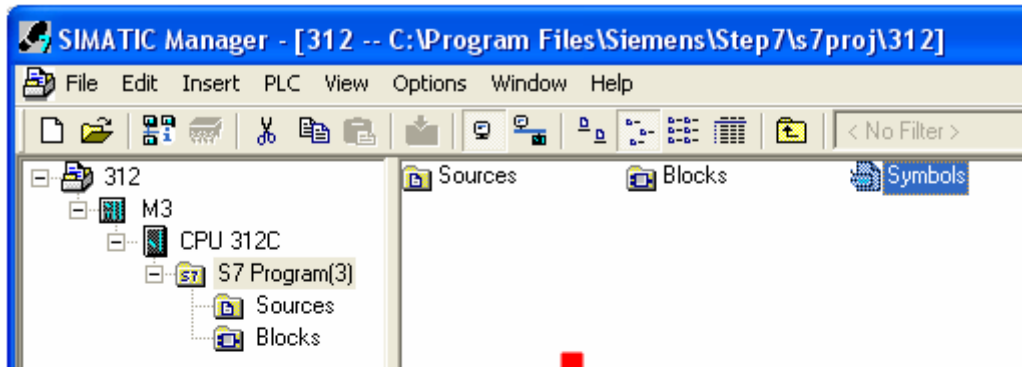 SIMATIC Manager - [312 -- C:\Program Files\Siemens\Step7\s7proj\312]
File Edit Insert PLC View Options Window Help
< No Filter >
312
M3
CPU 312C
S7 Program(3)
Sources
Blocks
Sources Blocks Symbols